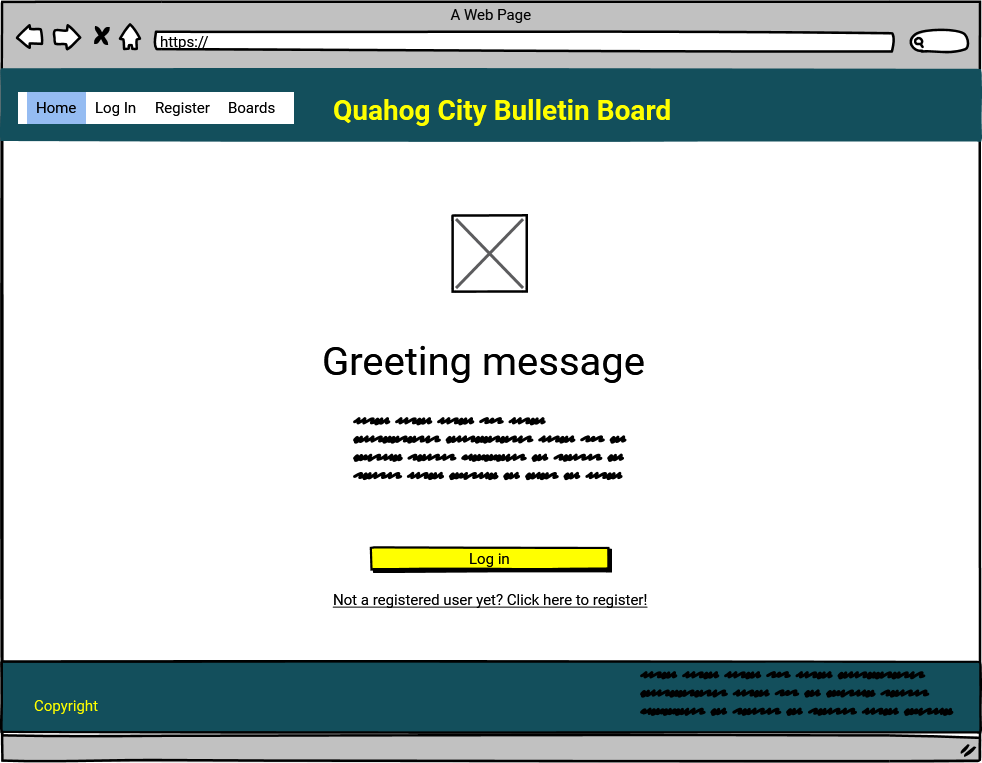 A Web Page
https://
Home Log In Register Boards
Quahog City Bulletin Board
Greeting message
Log in
Not a registered user yet? Click here to register!
Copyright